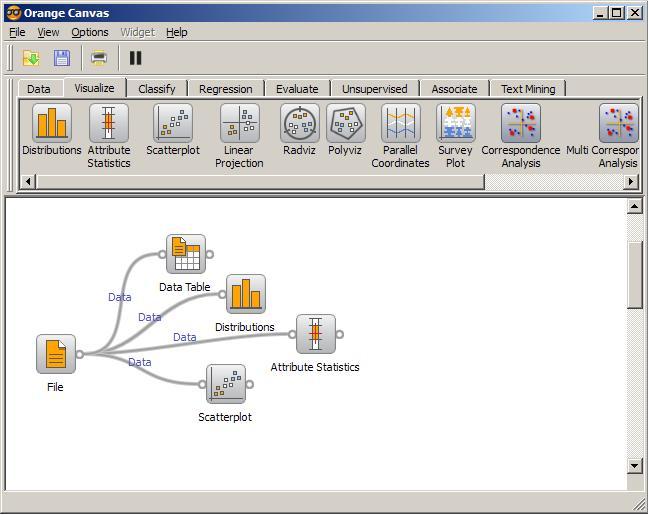 Orange Canvas
File View Options Widget Help
Data Visualize Classify Regression Evaluate Unsupervised Associate Text Mining
Distributions Attribute Statistics Scatterplot Linear Projection Radviz Polyviz Parallel Coordinates Survey Plot Correspondence Analysis Multi Correspor Analysis
Data Table
Data
Data
Distributions
Data
Attribute Statistics
Data
File
Scatterplot